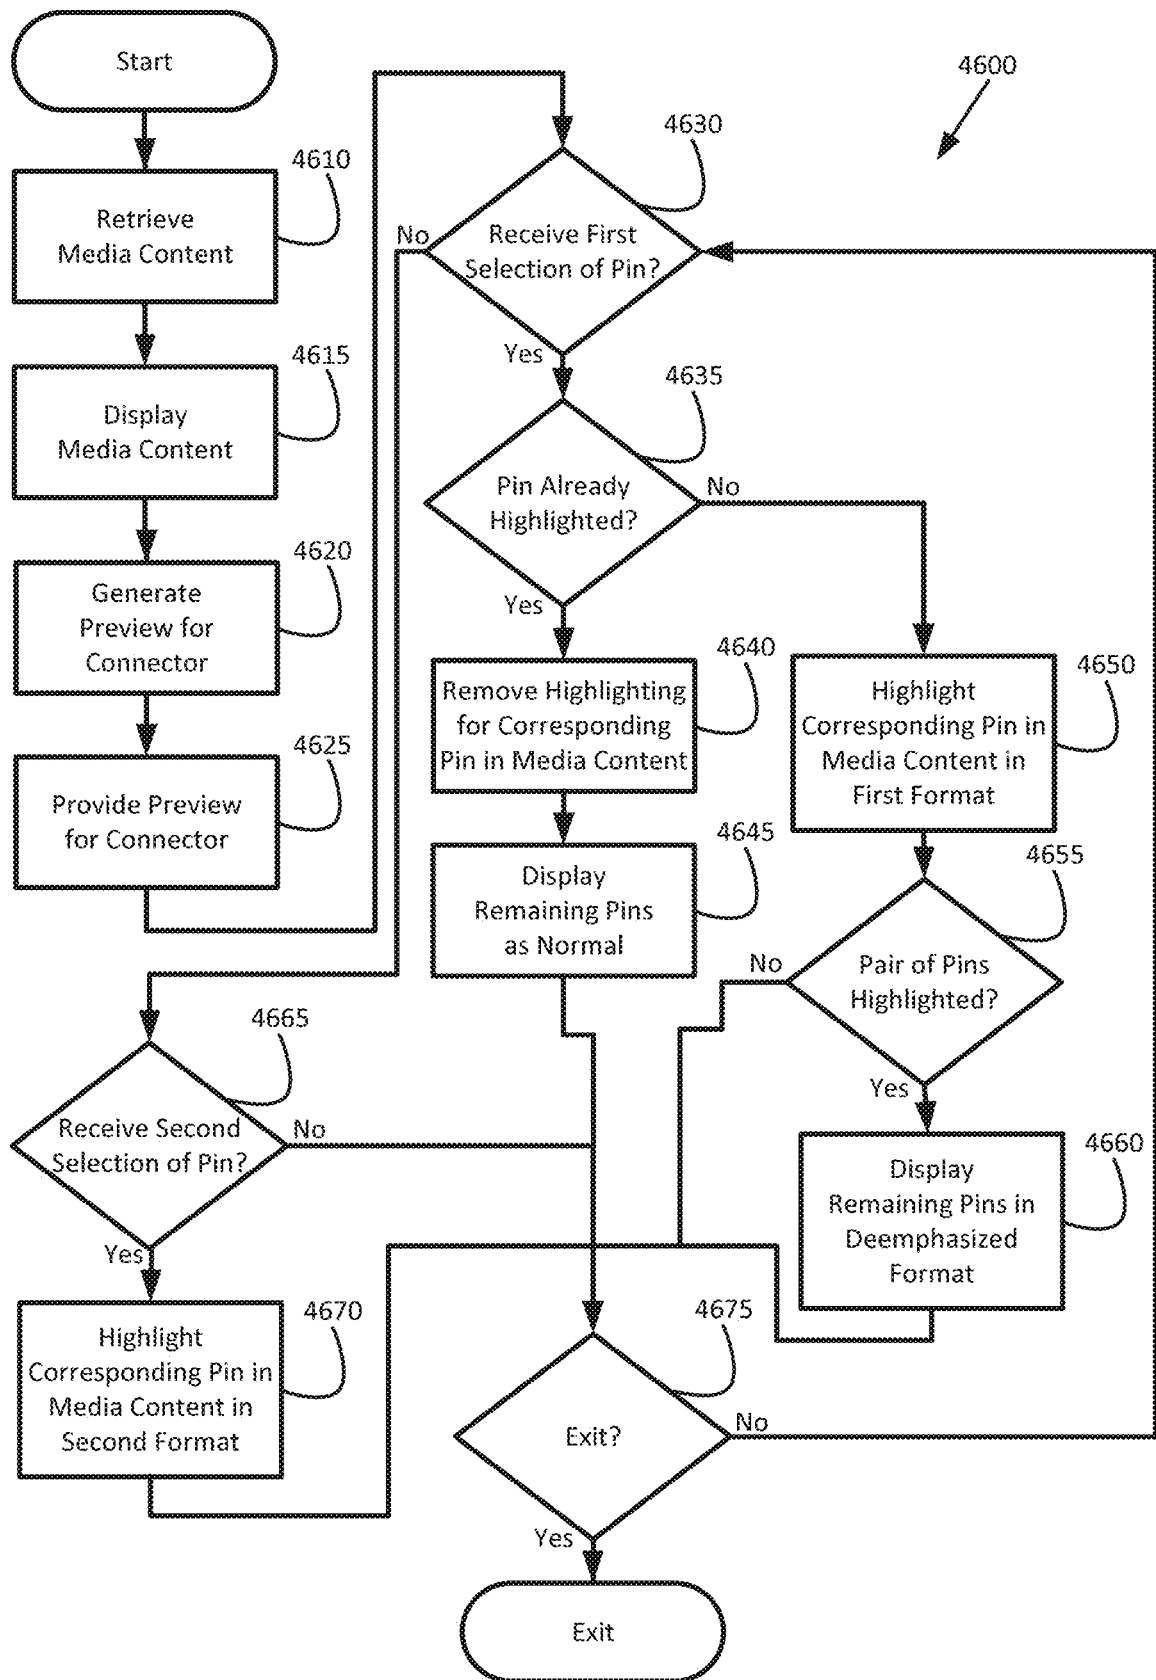 Start
4600
4610
Retrieve
Media Content
4615
Display
Media Content
4620
Generate
Preview for
Connector
4625
Provide Preview
for Connector
4630
Receive First
Selection of Pin?
No
Yes
4635
Pin Already
Highlighted?
No
Yes
4640
Remove Highlighting
for Corresponding
Pin in Media Content
4645
Display
Remaining Pins
as Normal
4650
Highlight
Corresponding Pin in
Media Content in
First Format
4655
Pair of Pins
Highlighted?
No
Yes
4660
Display
Remaining Pins in
Deemphasized
Format
4665
Receive Second
Selection of Pin?
No
Yes
4670
Highlight
Corresponding Pin in
Media Content in
Second Format
4675
Exit?
No
Yes
Exit